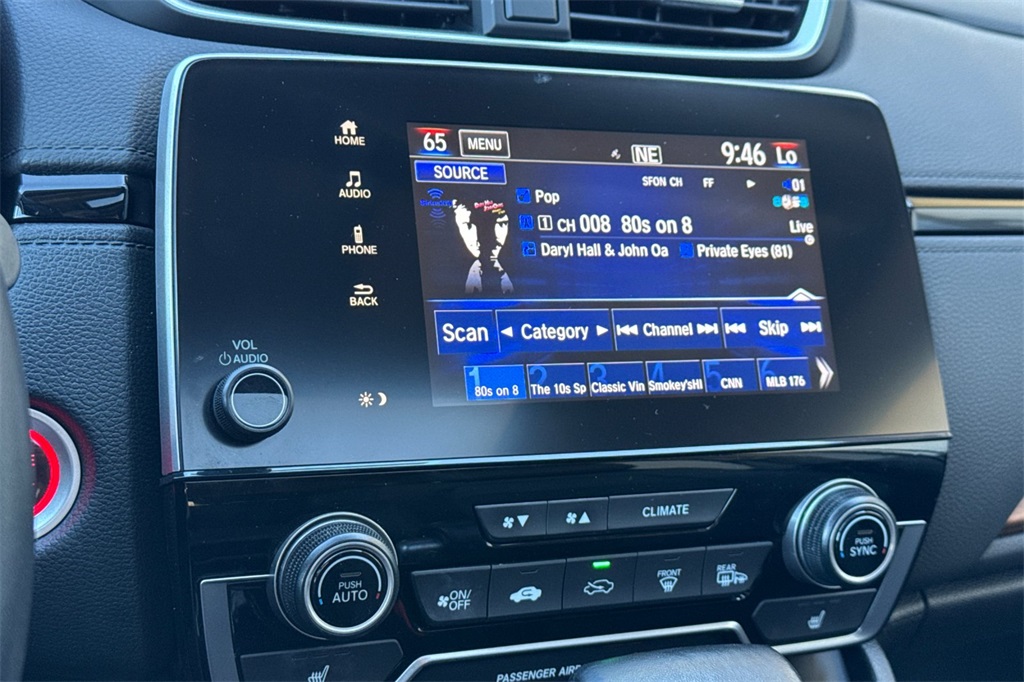 HOME
AUDIO
PHONE
BACK
VOL
AUDIO
65 MENU NE 9:46 Lo
SOURCE SFON CH FF 01
Pop
1 CH 008 80s on 8 Live
Daryl Hall & John Oa Private Eyes (81)
Scan Category Channel Skip
1 2 3 4 5 6
80s on 8 The 10s Sp Classic Vin Smokey'sHl CNN MLB 176
CLIMATE
PUSH
AUTO
ON/
OFF
FRONT
REAR
PUSH
SYNC
PASSENGER